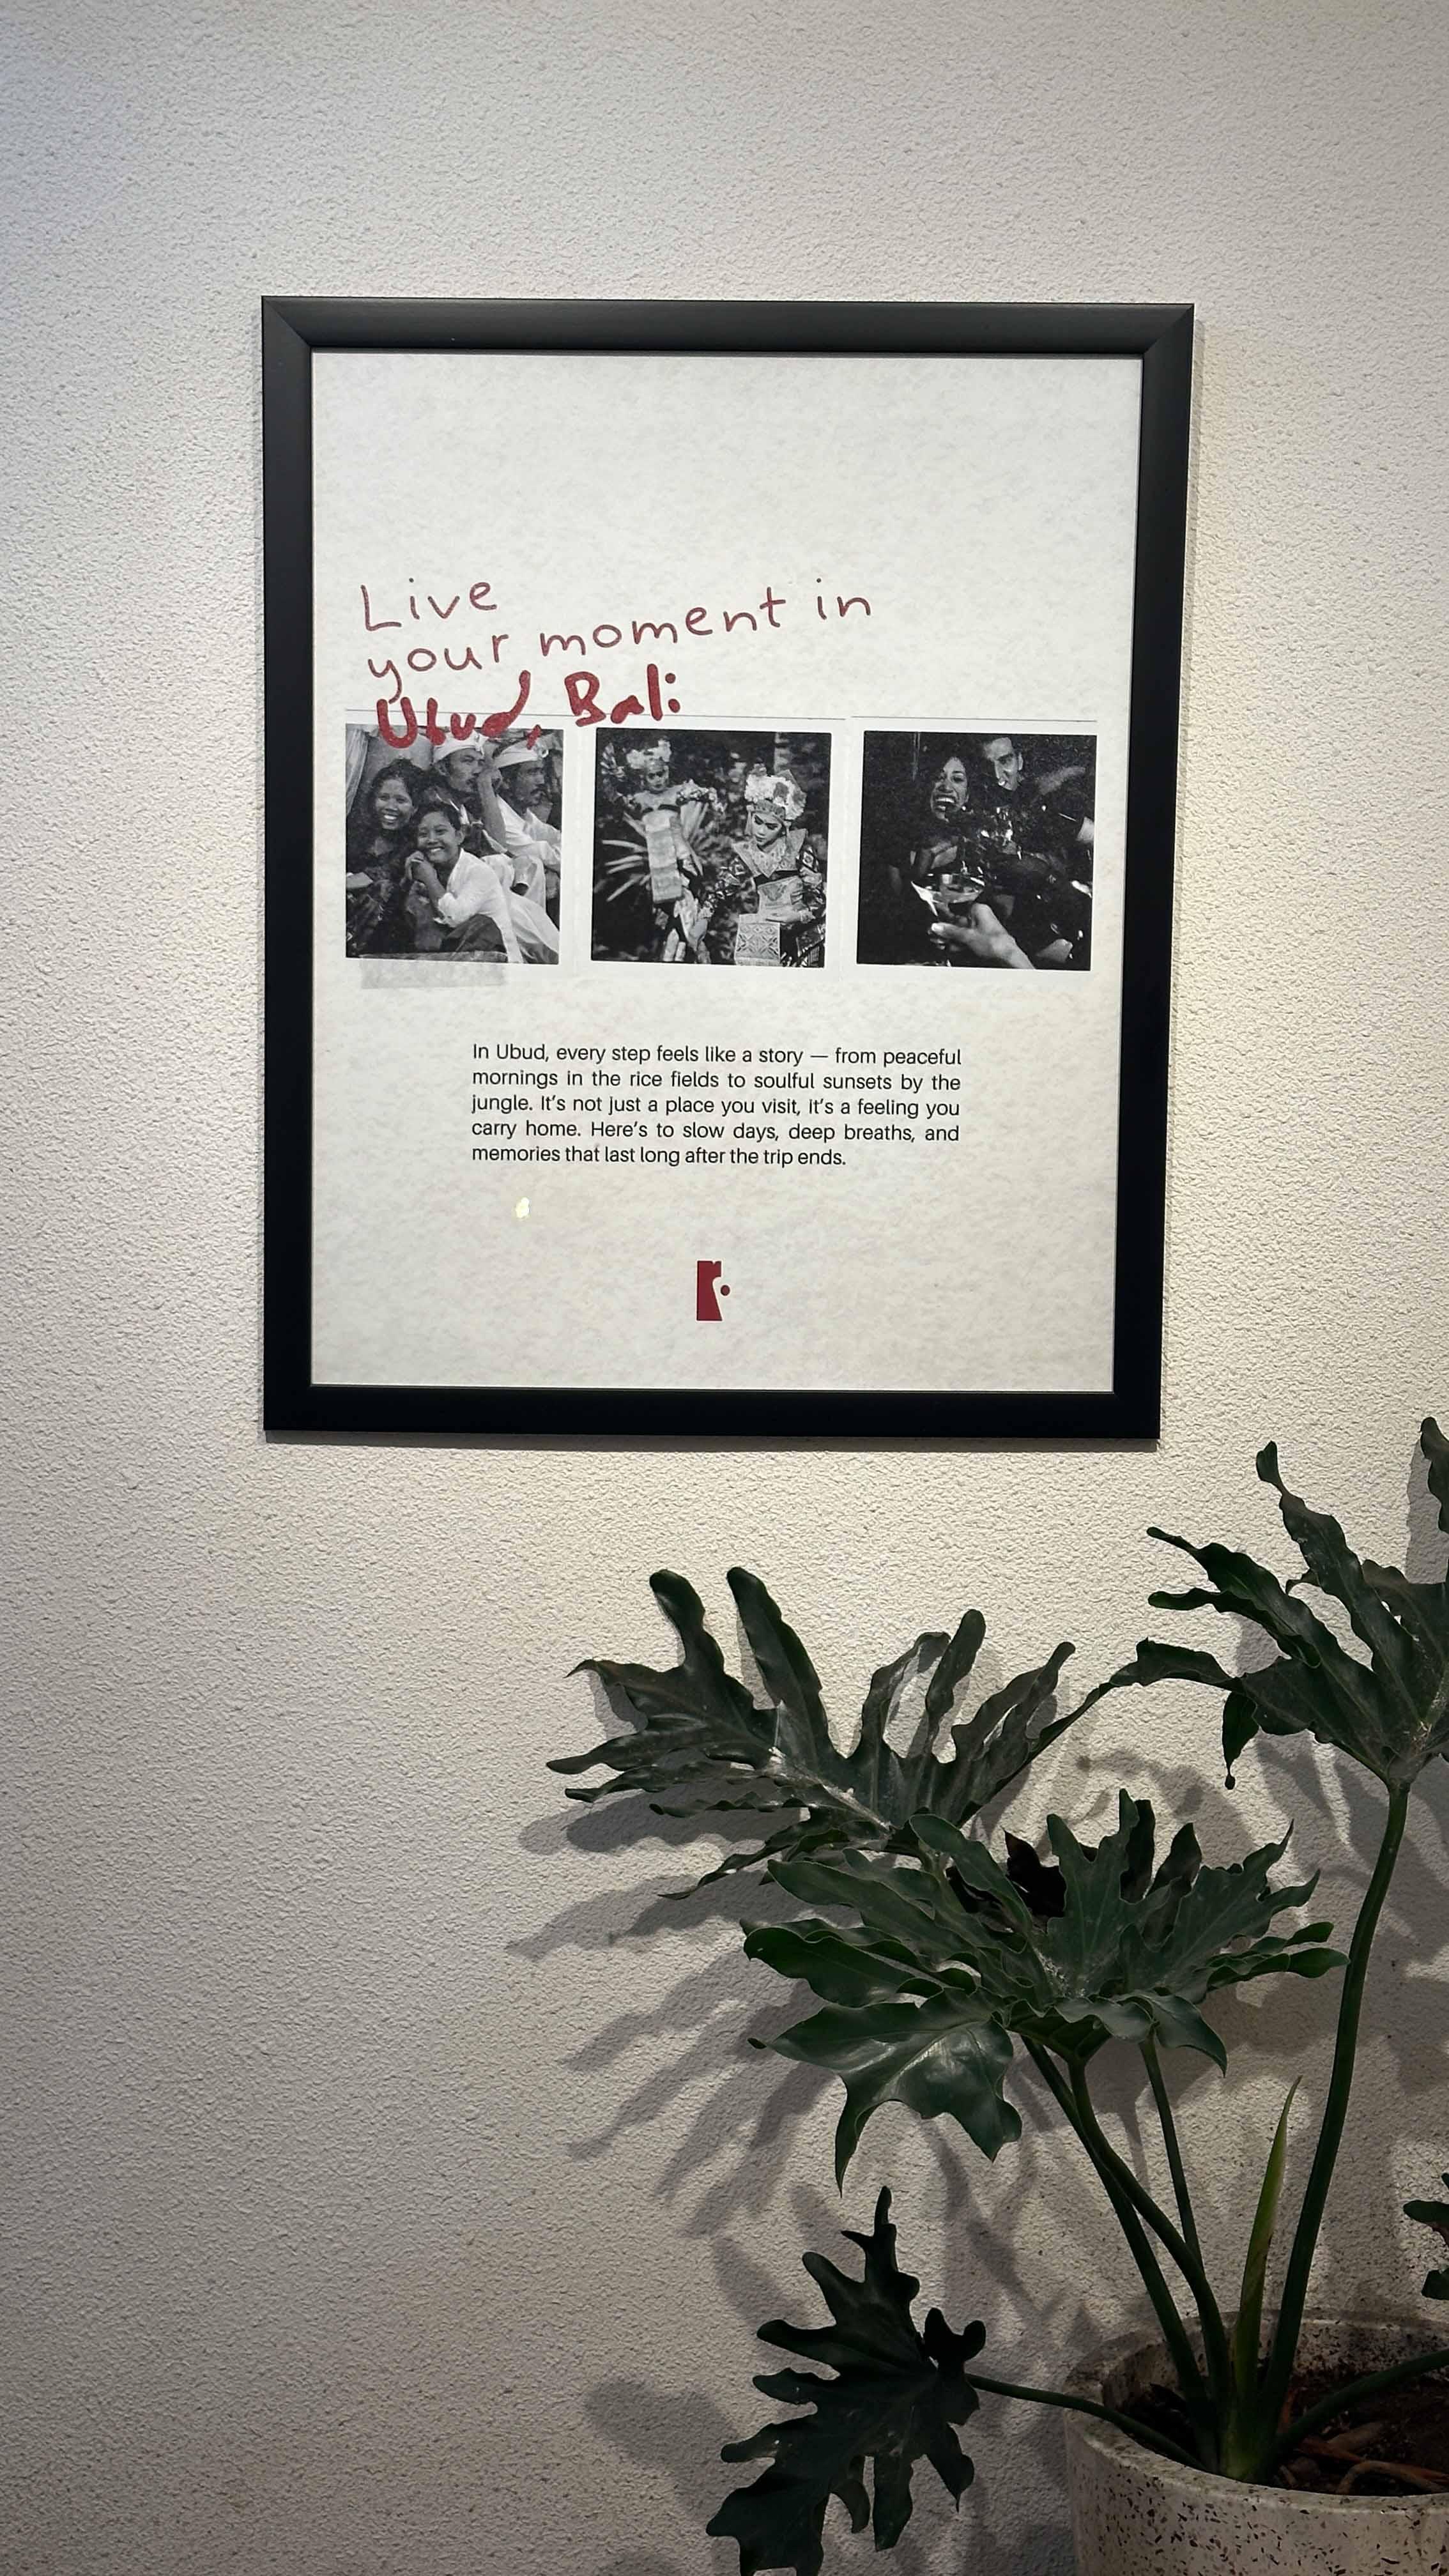 Live
your moment in
Ubud, Bali
In Ubud, every step feels like a story — from peaceful
mornings in the rice fields to soulful sunsets by the
jungle. It's not just a place you visit, it's a feeling you
carry home. Here's to slow days, deep breaths, and
memories that last long after the trip ends.
r.